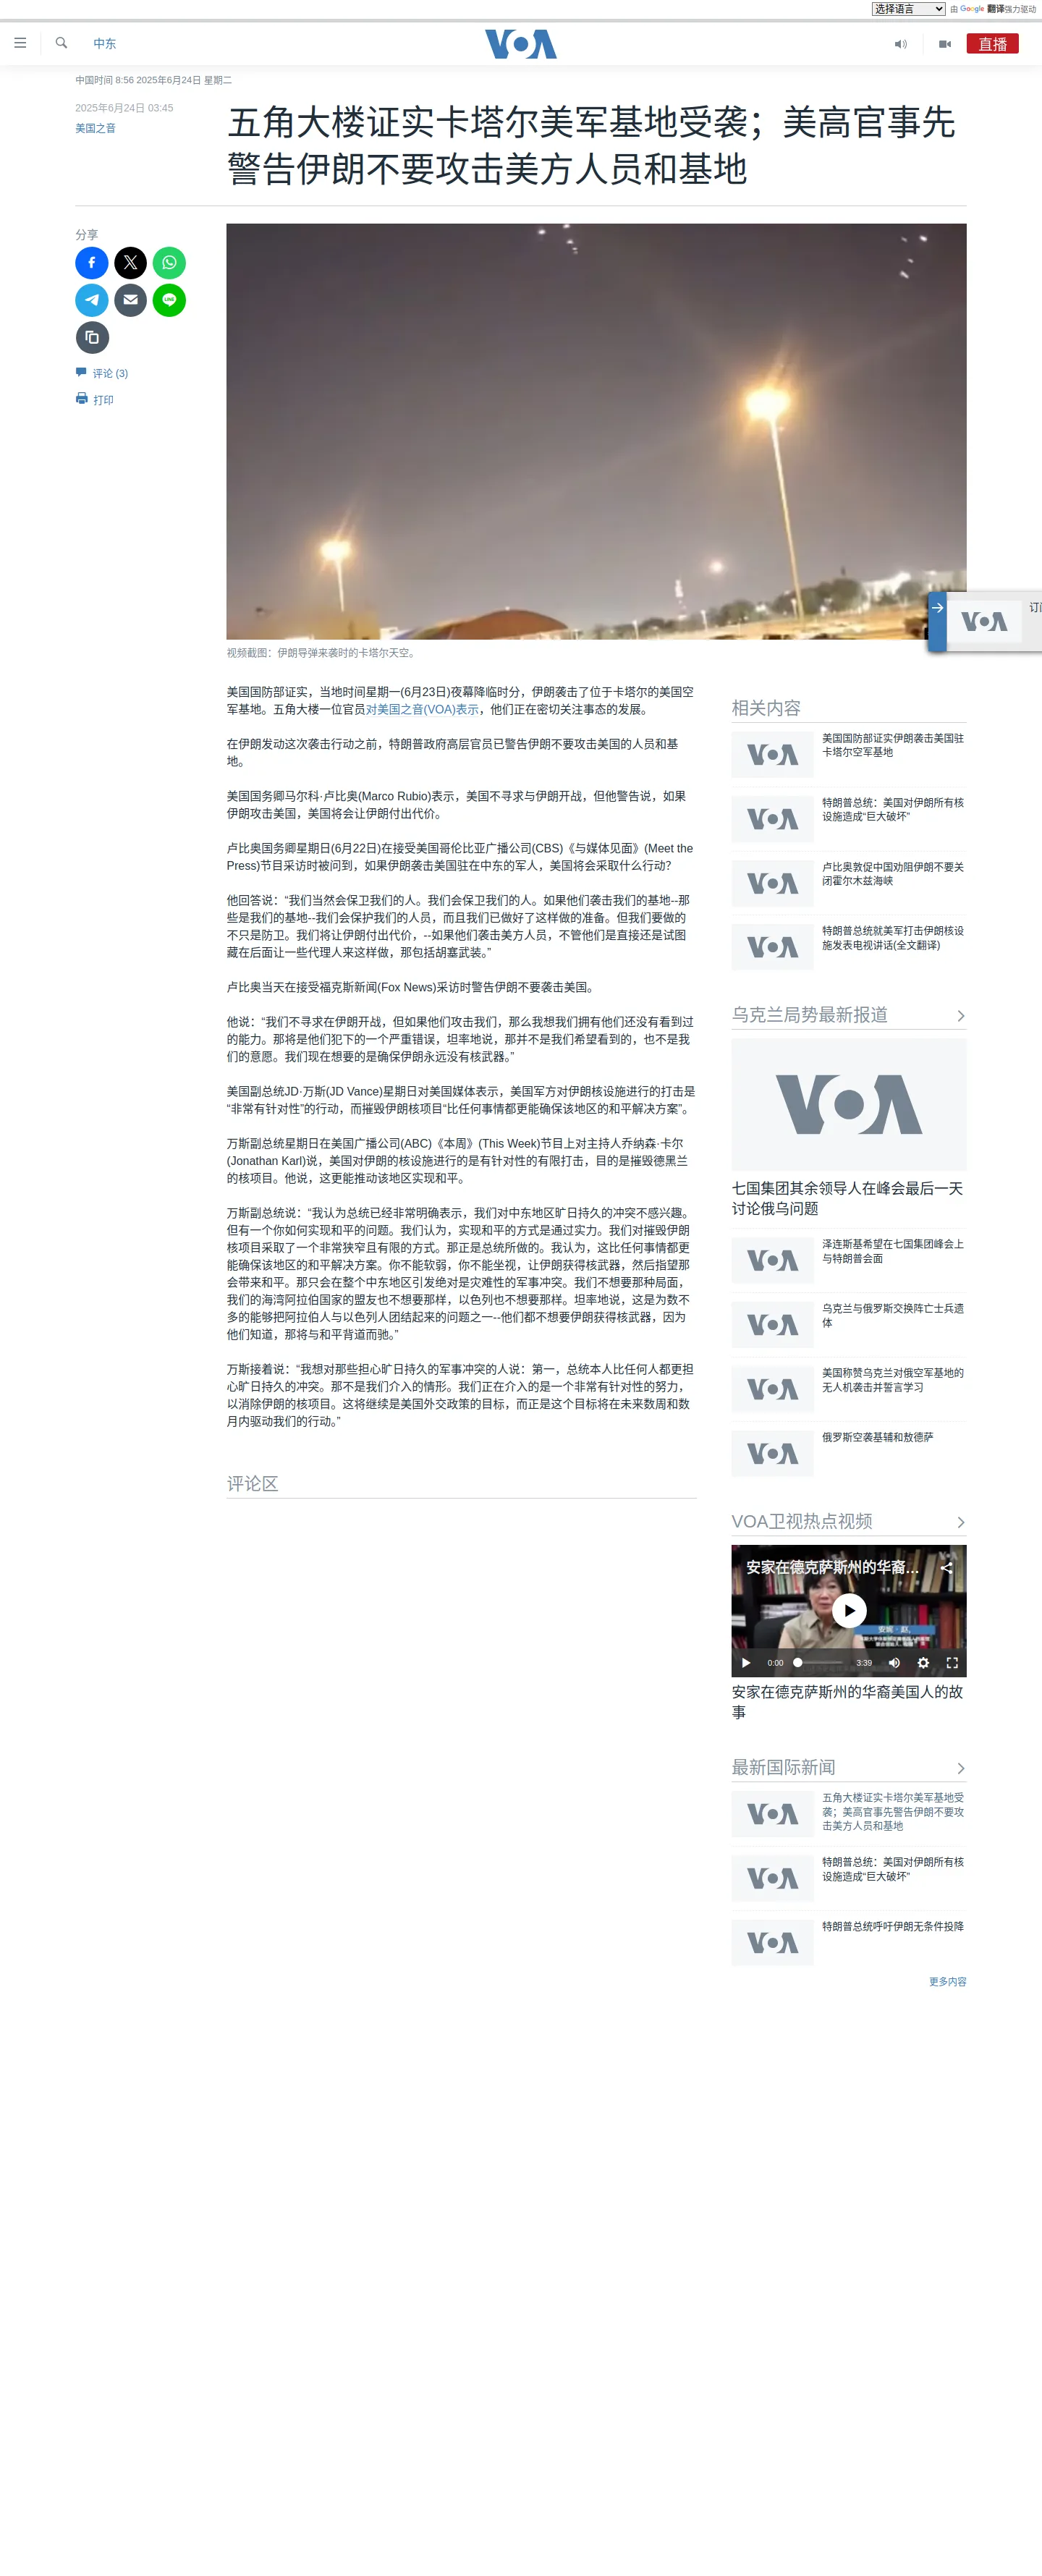 选择语言
由 Google 翻译强力驱动
中东
VOA
直播
中国时间 8:56 2025年6月24日 星期二
2025年6月24日 03:45
美国之音
五角大楼证实卡塔尔美军基地受袭；美高官事先
警告伊朗不要攻击美方人员和基地
分享
LINE
评论 (3)
打印
VOA
订阅
视频截图：伊朗导弹来袭时的卡塔尔天空。
美国国防部证实，当地时间星期一(6月23日)夜幕降临时分，伊朗袭击了位于卡塔尔的美国空
军基地。五角大楼一位官员对美国之音(VOA)表示，他们正在密切关注事态的发展。
在伊朗发动这次袭击行动之前，特朗普政府高层官员已警告伊朗不要攻击美国的人员和基
地。
美国国务卿马尔科·卢比奥(Marco Rubio)表示，美国不寻求与伊朗开战，但他警告说，如果
伊朗攻击美国，美国将会让伊朗付出代价。
卢比奥国务卿星期日(6月22日)在接受美国哥伦比亚广播公司(CBS)《与媒体见面》(Meet the
Press)节目采访时被问到，如果伊朗袭击美国驻在中东的军人，美国将会采取什么行动？
他回答说：“我们当然会保卫我们的人。我们会保卫我们的人。如果他们袭击我们的基地--那
些是我们的基地--我们会保护我们的人员，而且我们已做好了这样做的准备。但我们要做的
不只是防卫。我们将让伊朗付出代价，--如果他们袭击美方人员，不管他们是直接还是试图
藏在后面让一些代理人来这样做，那包括胡塞武装。”
卢比奥当天在接受福克斯新闻(Fox News)采访时警告伊朗不要袭击美国。
他说：“我们不寻求在伊朗开战，但如果他们攻击我们，那么我想我们拥有他们还没有看到过
的能力。那将是他们犯下的一个严重错误，坦率地说，那并不是我们希望看到的，也不是我
们的意愿。我们现在想要的是确保伊朗永远没有核武器。”
美国副总统JD·万斯(JD Vance)星期日对美国媒体表示，美国军方对伊朗核设施进行的打击是
“非常有针对性”的行动，而摧毁伊朗核项目“比任何事情都更能确保该地区的和平解决方案”。
万斯副总统星期日在美国广播公司(ABC)《本周》(This Week)节目上对主持人乔纳森·卡尔
(Jonathan Karl)说，美国对伊朗的核设施进行的是有针对性的有限打击，目的是摧毁德黑兰
的核项目。他说，这更能推动该地区实现和平。
万斯副总统说：“我认为总统已经非常明确表示，我们对中东地区旷日持久的冲突不感兴趣。
但有一个你如何实现和平的问题。我们认为，实现和平的方式是通过实力。我们对摧毁伊朗
核项目采取了一个非常狭窄且有限的方式。那正是总统所做的。我认为，这比任何事情都更
能确保该地区的和平解决方案。你不能软弱，你不能坐视，让伊朗获得核武器，然后指望那
会带来和平。那只会在整个中东地区引发绝对是灾难性的军事冲突。我们不想要那种局面，
我们的海湾阿拉伯国家的盟友也不想要那样，以色列也不想要那样。坦率地说，这是为数不
多的能够把阿拉伯人与以色列人团结起来的问题之一--他们都不想要伊朗获得核武器，因为
他们知道，那将与和平背道而驰。”
万斯接着说：“我想对那些担心旷日持久的军事冲突的人说：第一，总统本人比任何人都更担
心旷日持久的冲突。那不是我们介入的情形。我们正在介入的是一个非常有针对性的努力，
以消除伊朗的核项目。这将继续是美国外交政策的目标，而正是这个目标将在未来数周和数
月内驱动我们的行动。”
评论区
相关内容
VOA
美国国防部证实伊朗袭击美国驻
卡塔尔空军基地
VOA
特朗普总统：美国对伊朗所有核
设施造成“巨大破坏”
VOA
卢比奥敦促中国劝阻伊朗不要关
闭霍尔木兹海峡
VOA
特朗普总统就美军打击伊朗核设
施发表电视讲话(全文翻译)
乌克兰局势最新报道
VOA
七国集团其余领导人在峰会最后一天
讨论俄乌问题
VOA
泽连斯基希望在七国集团峰会上
与特朗普会面
VOA
乌克兰与俄罗斯交换阵亡士兵遗
体
VOA
美国称赞乌克兰对俄空军基地的
无人机袭击并誓言学习
VOA
俄罗斯空袭基辅和敖德萨
VOA卫视热点视频
安家在德克萨斯州的华裔...
0:00
3:39
安家在德克萨斯州的华裔美国人的故
事
最新国际新闻
VOA
五角大楼证实卡塔尔美军基地受
袭；美高官事先警告伊朗不要攻
击美方人员和基地
VOA
特朗普总统：美国对伊朗所有核
设施造成“巨大破坏”
VOA
特朗普总统呼吁伊朗无条件投降
更多内容